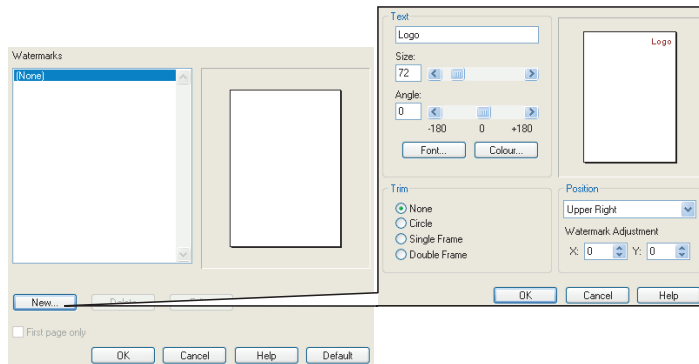 Watermarks
(None)
New...
Delete
First page only
OK Cancel Help Default
Text
Logo
Size:
72
Angle:
0
-180 0 +180
Font... Colour...
Logo
Trim
None
Circle
Single Frame
Double Frame
Position
Upper Right
Watermark Adjustment
X: 0 Y: 0
OK Cancel Help